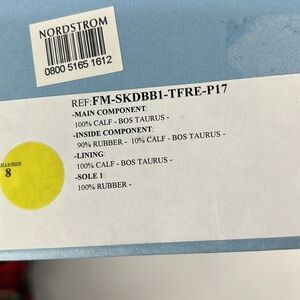 NORDSTROM
0800 5165 1612
REF:FM-SKDBB1-TFRE-P17
-MAIN COMPONENT:
100% CALF - BOS TAURUS -
-INSIDE COMPONENT:
90% RUBBER - 10% CALF - BOS TAURUS -
-LINING:
100% CALF - BOS TAURUS -
-SOLE 1:
100% RUBBER -
8